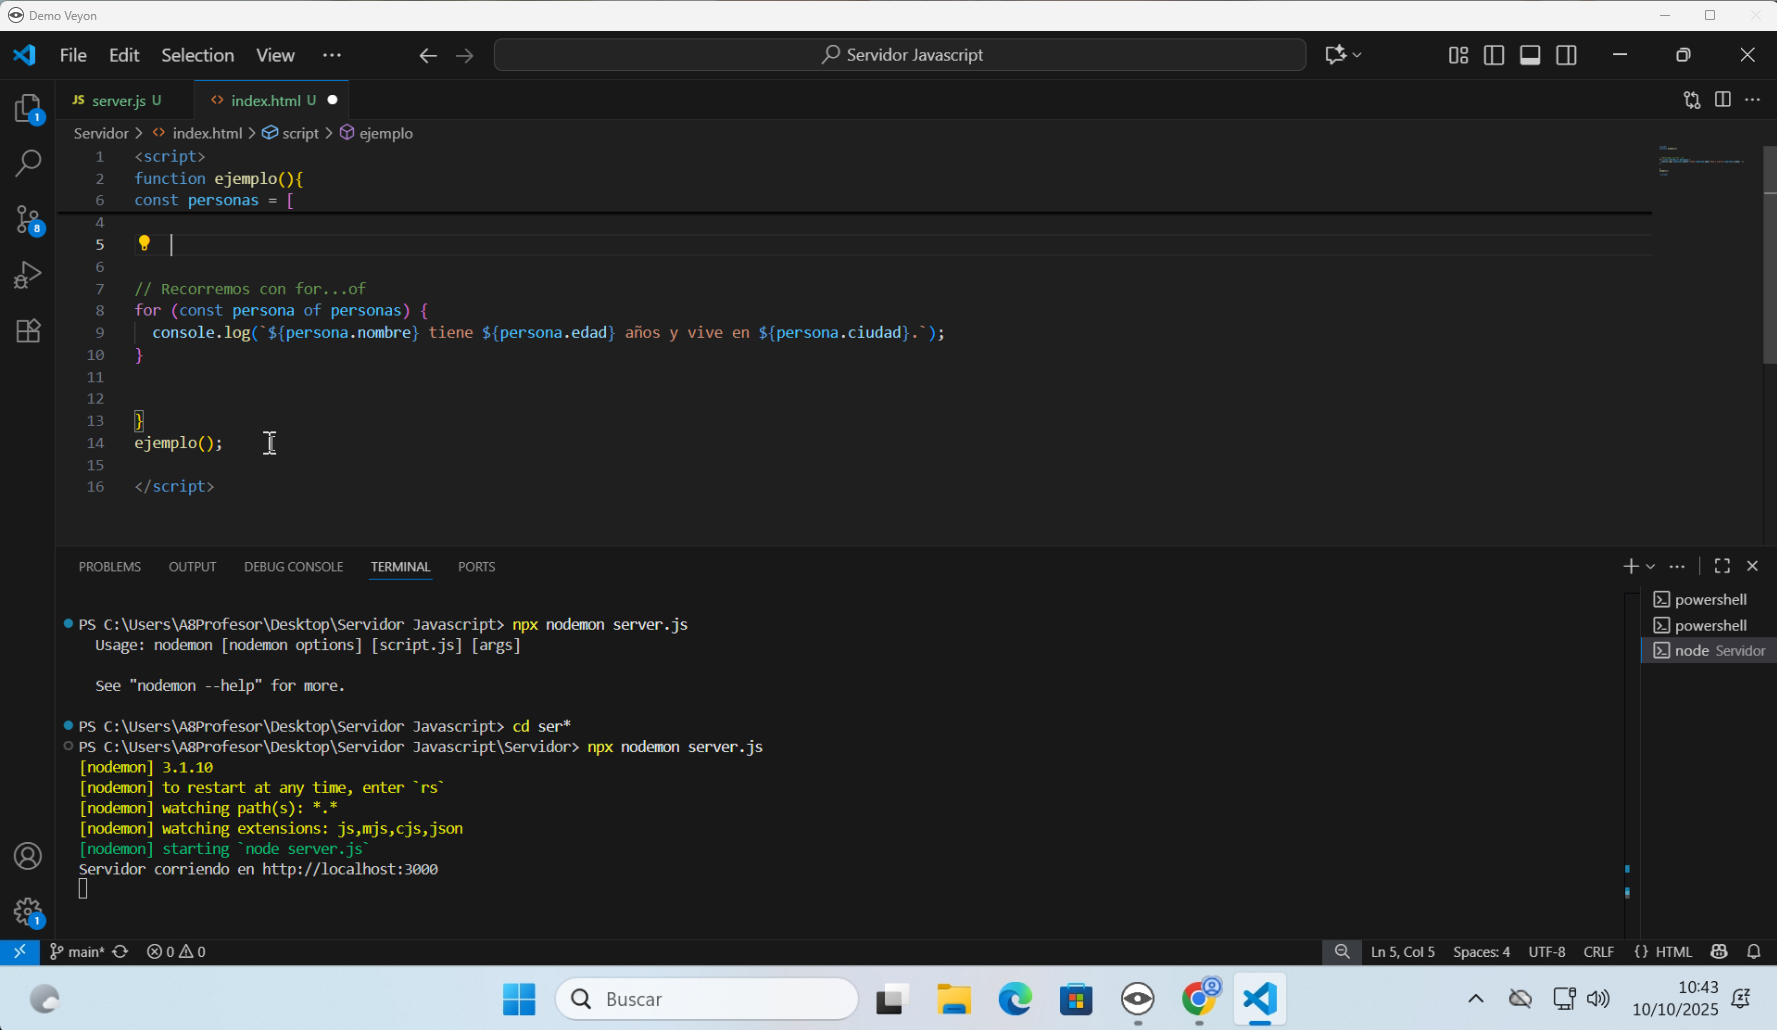 Demo Veyon
File Edit Selection View ··· Servidor Javascript
JS server.js U <> index.html U
Servidor > <> index.html > script > ejemplo
1 <script>
2 function ejemplo(){
6 const personas = [
4
5
6
7 // Recorremos con for...of
8 for (const persona of personas) {
9 console.log(`${persona.nombre} tiene ${persona.edad} años y vive en ${persona.ciudad}.`);
10 }
11
12
13 }
14 ejemplo();
15
16 </script>
PROBLEMS OUTPUT DEBUG CONSOLE TERMINAL PORTS
PS C:\Users\A8Profesor\Desktop\Servidor Javascript> npx nodemon server.js
Usage: nodemon [nodemon options] [script.js] [args]
See "nodemon --help" for more.
PS C:\Users\A8Profesor\Desktop\Servidor Javascript> cd ser*
PS C:\Users\A8Profesor\Desktop\Servidor Javascript\Servidor> npx nodemon server.js
[nodemon] 3.1.10
[nodemon] to restart at any time, enter `rs`
[nodemon] watching path(s): *.*
[nodemon] watching extensions: js,mjs,cjs,json
[nodemon] starting `node server.js`
Servidor corriendo en http://localhost:3000
powershell
powershell
node Servidor
1
8
1
main* 0 0 Ln 5, Col 5 Spaces: 4 UTF-8 CRLF {} HTML
Buscar
10:43
10/10/2025